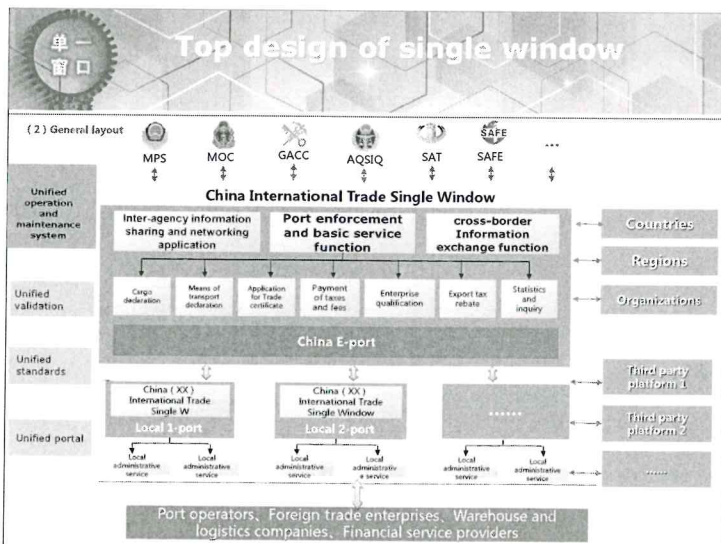 单一
窗口
Top design of single window
( 2 ) General layout
MPS
MOC
GACC
AQSIQ
SAT
SAFE
SAFE
...
Unified
operation
and
maintenance
system
Unified
validation
Unified
standards
Unified portal
China International Trade Single Window
Inter-agency information
sharing and networking
application
Port enforcement
and basic service
function
cross-border
Information
exchange function
Cargo
declaration
Means of
transport
declaration
Application
for Trade
certificate
Payment
of taxes
and fees
Enterprise
qualification
Export tax
rebate
Statistics
and
inquiry
China E-port
Countries
Regions
Organizations
China ( XX )
International Trade
Single W
Local 1-port
China ( XX )
International Trade
Single Window
Local 2-port
......
Third party
platform 1
Third party
platform 2
......
Local
administrative
service
Local
administrative
service
Local
administrative
service
Local
administrativ
e service
Local
administrative
service
Local
administrative
service
Port operators、Foreign trade enterprises、Warehouse and
logistics companies、Financial service providers